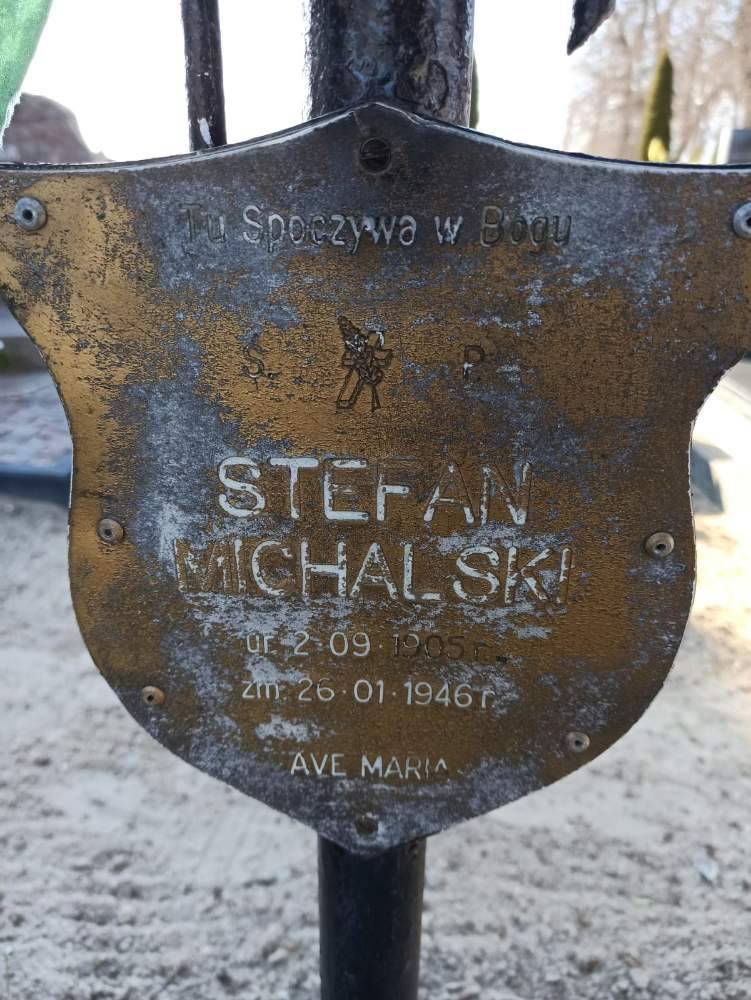 Tu Spoczywa w Bogu
Ś. P.
STEFAN
MICHALSKI
ur. 2·09·1905 r.
zm. 26·01·1946 r.
AVE MARIA